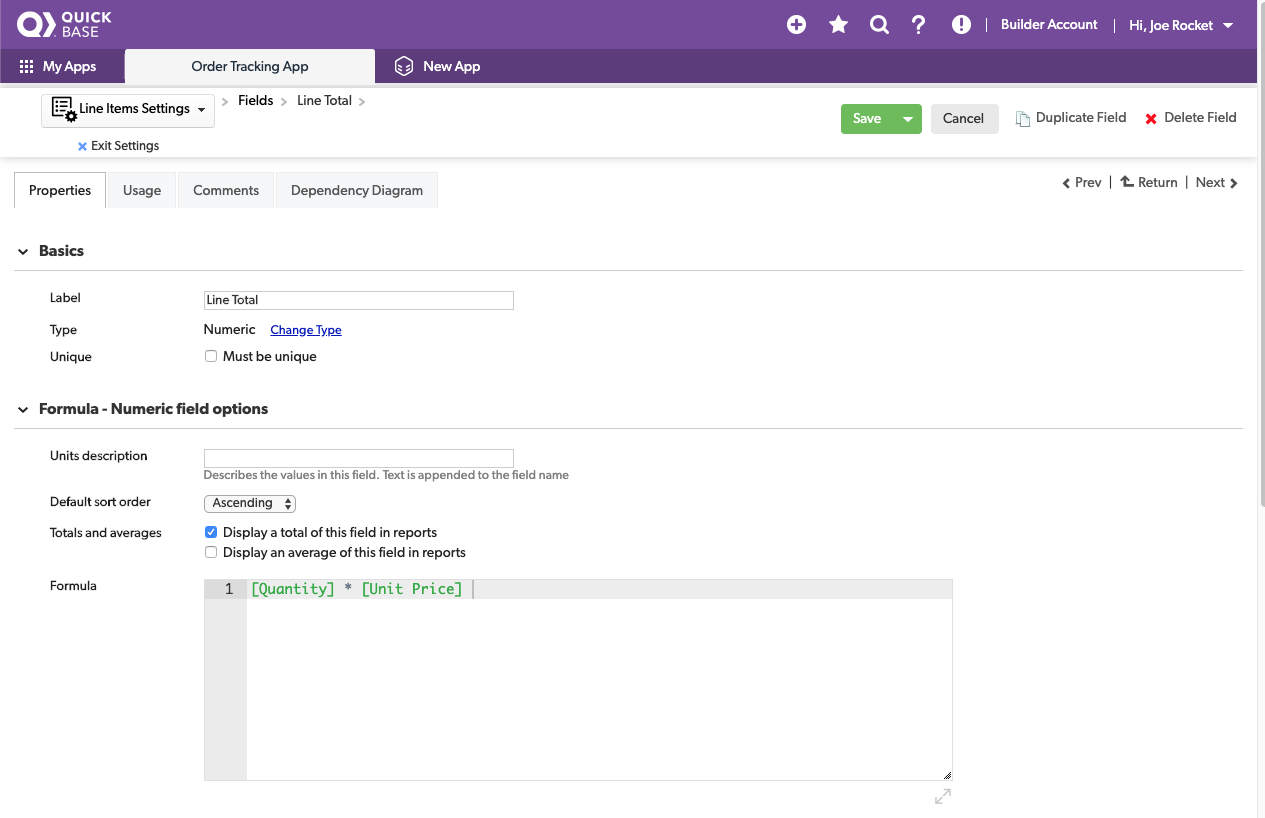 QUICK BASE
Builder Account
Hi, Joe Rocket
My Apps
Order Tracking App
New App
Line Items Settings
Fields
Line Total
Exit Settings
Save
Cancel
Duplicate Field
Delete Field
Properties
Usage
Comments
Dependency Diagram
Prev | Return | Next
Basics
Label
Line Total
Type
Numeric Change Type
Unique
Must be unique
Formula - Numeric field options
Units description
Describes the values in this field. Text is appended to the field name
Default sort order
Ascending
Totals and averages
Display a total of this field in reports
Display an average of this field in reports
Formula
1 [Quantity] * [Unit Price]